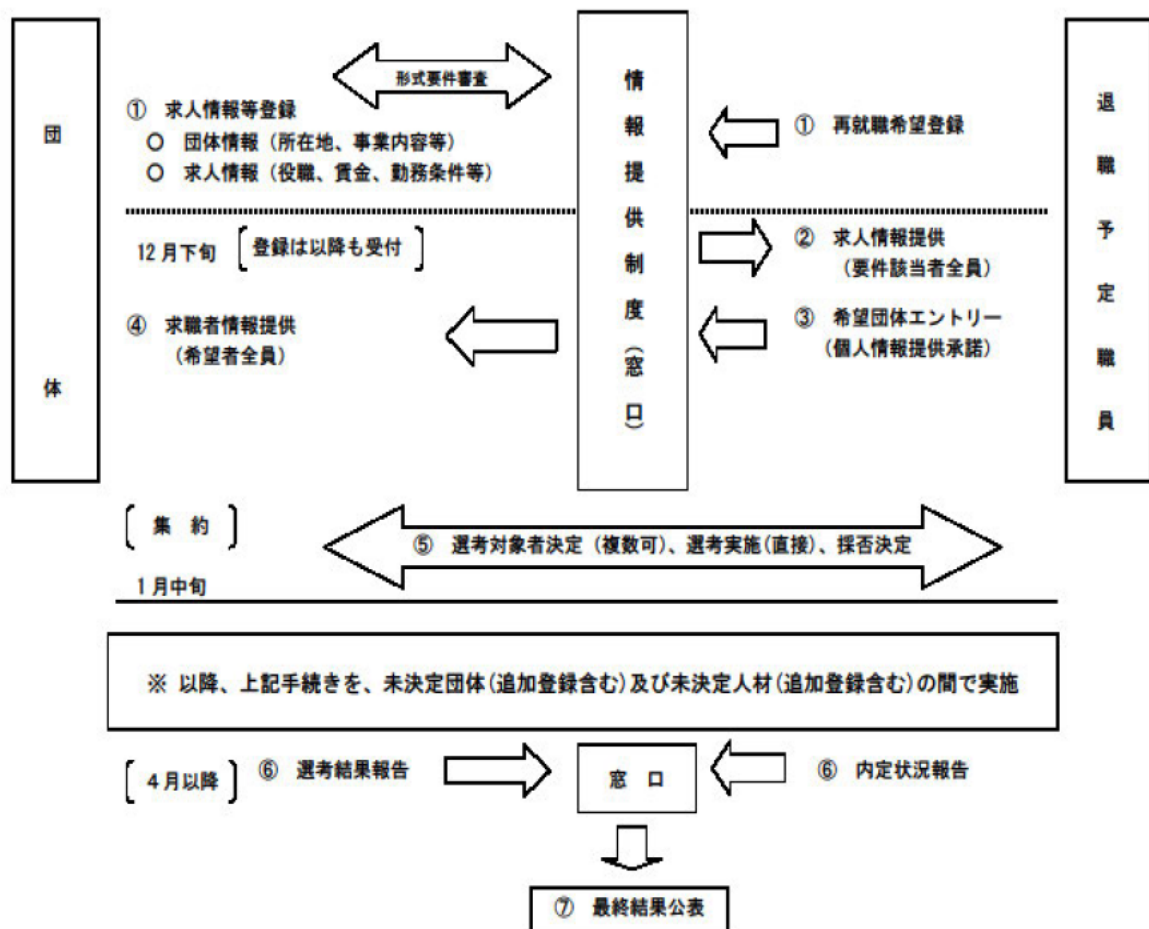 団体
情報提供制度(窓口)
退職予定職員
形式要件審査
① 求人情報等登録
○ 団体情報(所在地、事業内容等)
○ 求人情報(役職、賃金、勤務条件等)
① 再就職希望登録
12月下旬 [登録は以降も受付]
② 求人情報提供
(要件該当者全員)
④ 求職者情報提供
(希望者全員)
③ 希望団体エントリー
(個人情報提供承諾)
[集 約]
⑤ 選考対象者決定(複数可)、選考実施(直接)、採否決定
1月中旬
※ 以降、上記手続きを、未決定団体(追加登録含む)及び未決定人材(追加登録含む)の間で実施
[4月以降] ⑥ 選考結果報告
窓 口
⑥ 内定状況報告
⑦ 最終結果公表